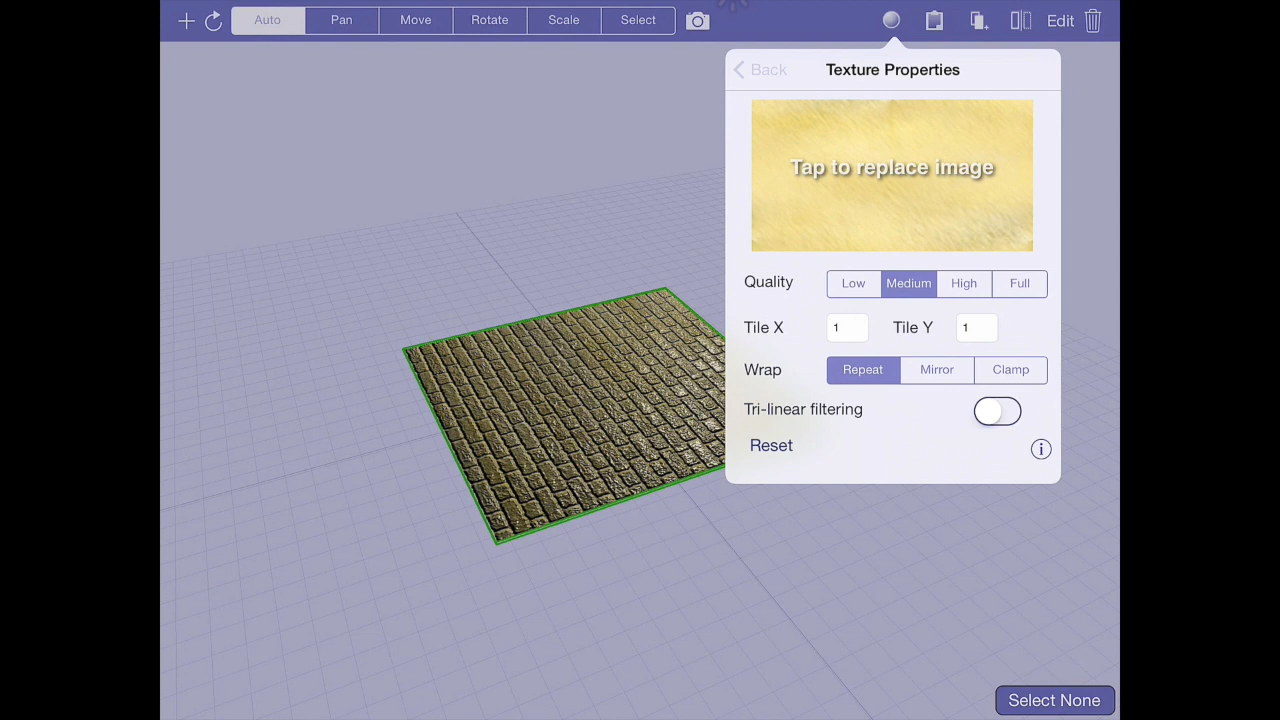 Auto Pan Move Rotate Scale Select Edit
Back Texture Properties
Tap to replace image
Quality Low Medium High Full
Tile X 1 Tile Y 1
Wrap Repeat Mirror Clamp
Tri-linear filtering
Reset
Select None